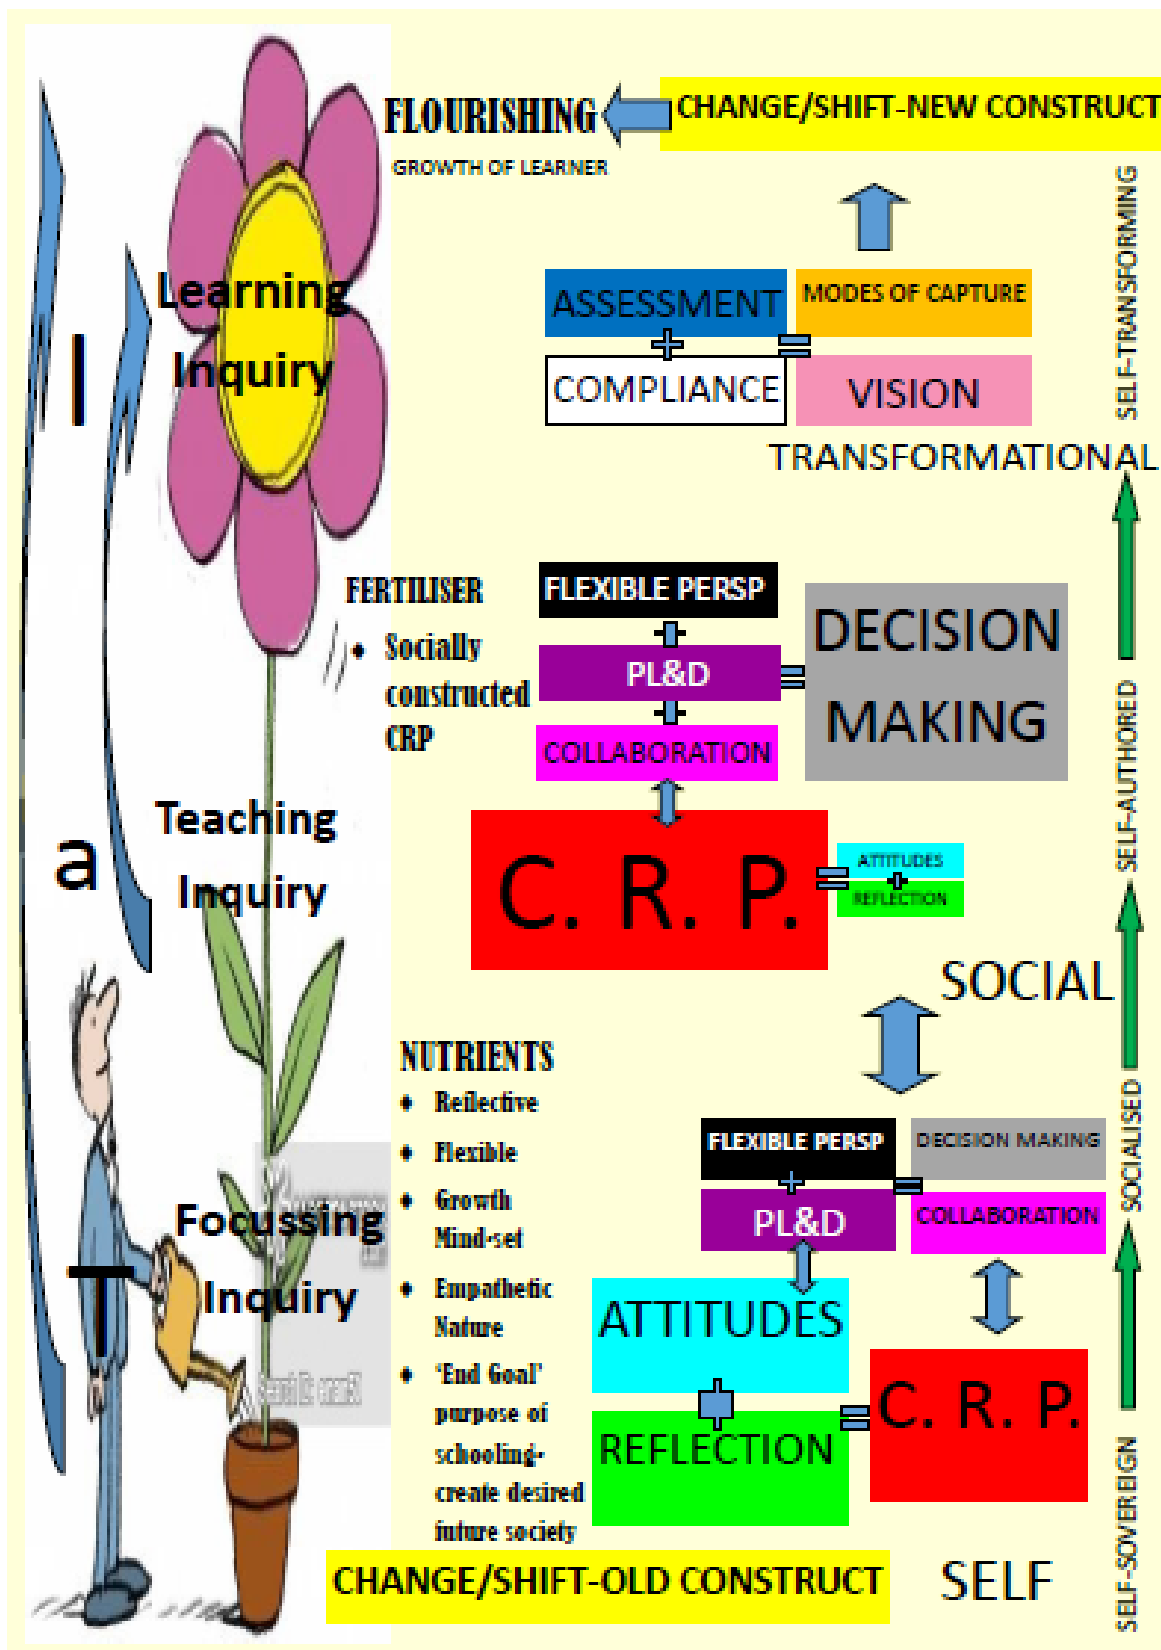 FLOURISHING
GROWTH OF LEARNER
CHANGE/SHIFT-NEW CONSTRUCT
SELF-TRANSFORMING
Learning
Inquiry
I
ASSESSMENT
+
COMPLIANCE
=
MODES OF CAPTURE
VISION
TRANSFORMATIONAL
FERTILISER
• Socially
constructed
CRP
FLEXIBLE PERSP
+
PL&D
+
COLLABORATION
=
DECISION
MAKING
SELF-AUTHORED
Teaching
Inquiry
a
C. R. P.
=
ATTITUDES
+
REFLECTION
SOCIAL
NUTRIENTS
♦ Reflective
♦ Flexible
♦ Growth
Mind-set
♦ Empathetic
Nature
♦ ‘End Goal’
purpose of
schooling-
create desired
future society
SOCIALISED
FLEXIBLE PERSP
+
PL&D
=
DECISION MAKING
COLLABORATION
Focussing
Inquiry
T
ATTITUDES
+
REFLECTION
=
C. R. P.
SELF-SOVEREIGN
CHANGE/SHIFT-OLD CONSTRUCT
SELF